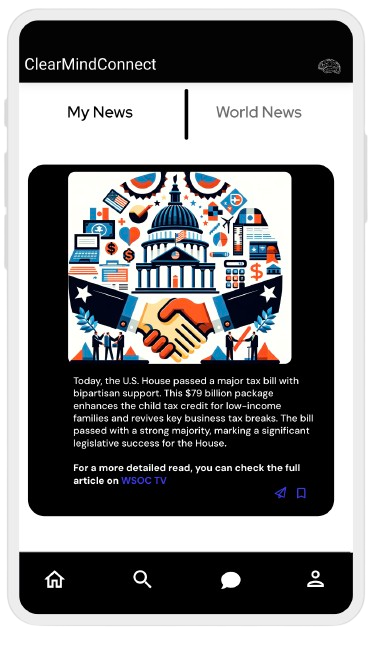 ClearMindConnect
My News
World News
Today, the U.S. House passed a major tax bill with
bipartisan support. This $79 billion package
enhances the child tax credit for low-income
families and revives key business tax breaks. The bill
passed with a strong majority, marking a significant
legislative success for the House.
For a more detailed read, you can check the full
article on WSOC TV